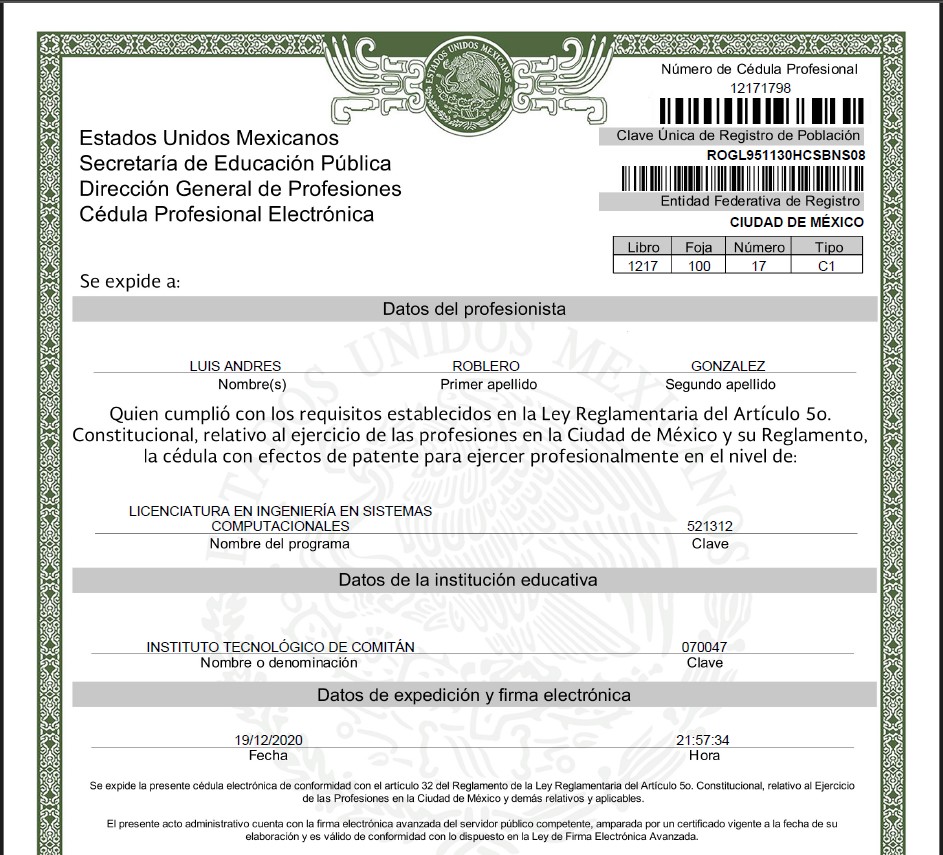 ESTADOS UNIDOS MEXICANOS
Número de Cédula Profesional
12171798
Clave Única de Registro de Población
ROGL951130HCSBNS08
Entidad Federativa de Registro
CIUDAD DE MÉXICO
Libro Foja Número Tipo
1217 100 17 C1
Estados Unidos Mexicanos
Secretaría de Educación Pública
Dirección General de Profesiones
Cédula Profesional Electrónica
Se expide a:
Datos del profesionista
LUIS ANDRES ROBLERO GONZALEZ
Nombre(s) Primer apellido Segundo apellido
Quien cumplió con los requisitos establecidos en la Ley Reglamentaria del Artículo 5o.
Constitucional, relativo al ejercicio de las profesiones en la Ciudad de México y su Reglamento,
la cédula con efectos de patente para ejercer profesionalmente en el nivel de:
LICENCIATURA EN INGENIERÍA EN SISTEMAS
COMPUTACIONALES 521312
Nombre del programa Clave
Datos de la institución educativa
INSTITUTO TECNOLÓGICO DE COMITÁN 070047
Nombre o denominación Clave
Datos de expedición y firma electrónica
19/12/2020 21:57:34
Fecha Hora
Se expide la presente cédula electrónica de conformidad con el articulo 32 del Reglamento de la Ley Reglamentaria del Artículo 5o. Constitucional, relativo al Ejercicio
de las Profesiones en la Ciudad de México y demás relativos y aplicables.
El presente acto administrativo cuenta con la firma electrónica avanzada del servidor público competente, amparada por un certificado vigente a la fecha de su
elaboración y es válido de conformidad con lo dispuesto en la Ley de Firma Electrónica Avanzada.